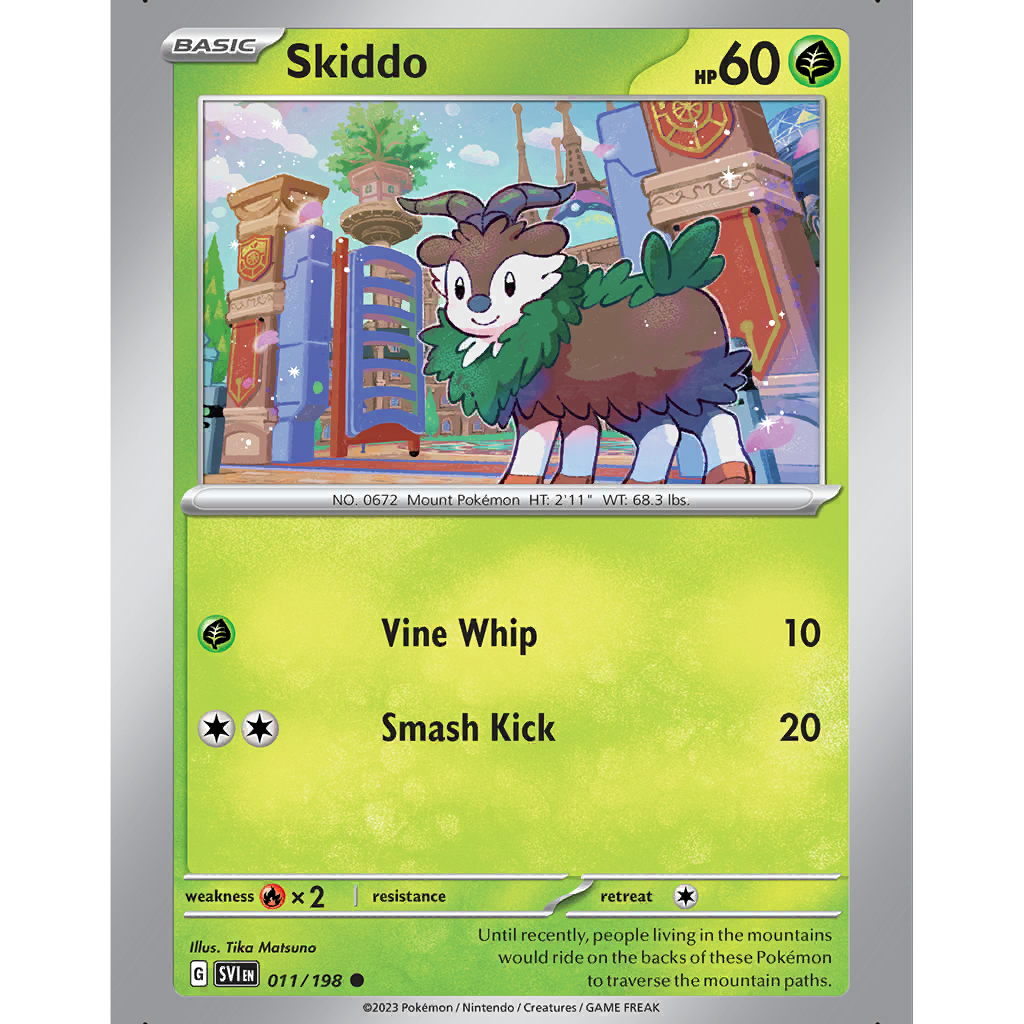 BASIC Skiddo HP 60
NO. 0672 Mount Pokémon HT: 2'11" WT: 68.3 lbs.
Vine Whip 10
Smash Kick 20
weakness ×2 resistance retreat
Illus. Tika Matsuno
G SVI EN 011/198
Until recently, people living in the mountains
would ride on the backs of these Pokémon
to traverse the mountain paths.
©2023 Pokémon / Nintendo / Creatures / GAME FREAK